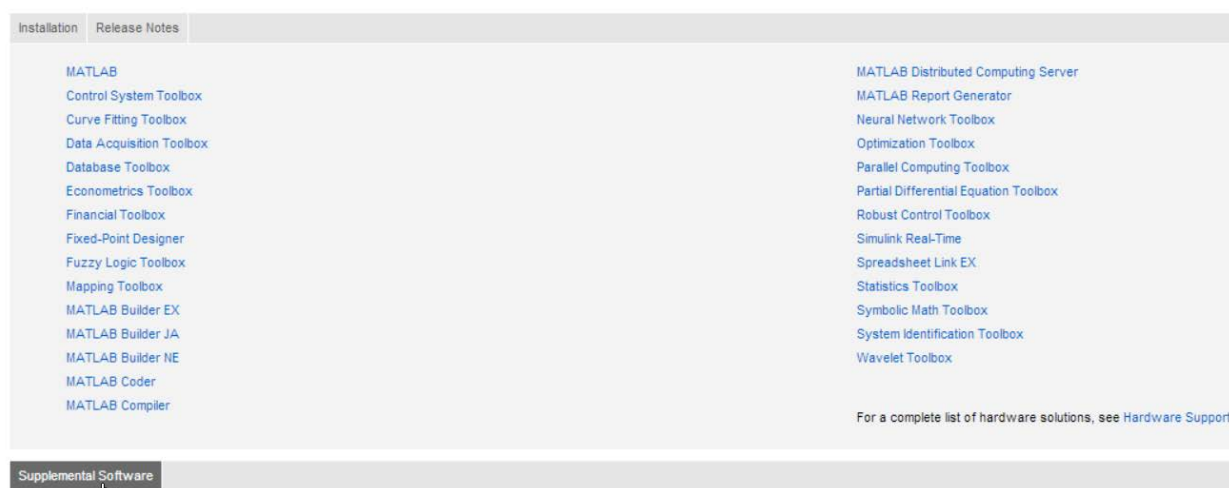 Installation Release Notes
MATLAB
Control System Toolbox
Curve Fitting Toolbox
Data Acquisition Toolbox
Database Toolbox
Econometrics Toolbox
Financial Toolbox
Fixed-Point Designer
Fuzzy Logic Toolbox
Mapping Toolbox
MATLAB Builder EX
MATLAB Builder JA
MATLAB Builder NE
MATLAB Coder
MATLAB Compiler
MATLAB Distributed Computing Server
MATLAB Report Generator
Neural Network Toolbox
Optimization Toolbox
Parallel Computing Toolbox
Partial Differential Equation Toolbox
Robust Control Toolbox
Simulink Real-Time
Spreadsheet Link EX
Statistics Toolbox
Symbolic Math Toolbox
System Identification Toolbox
Wavelet Toolbox
For a complete list of hardware solutions, see Hardware Support
Supplemental Software